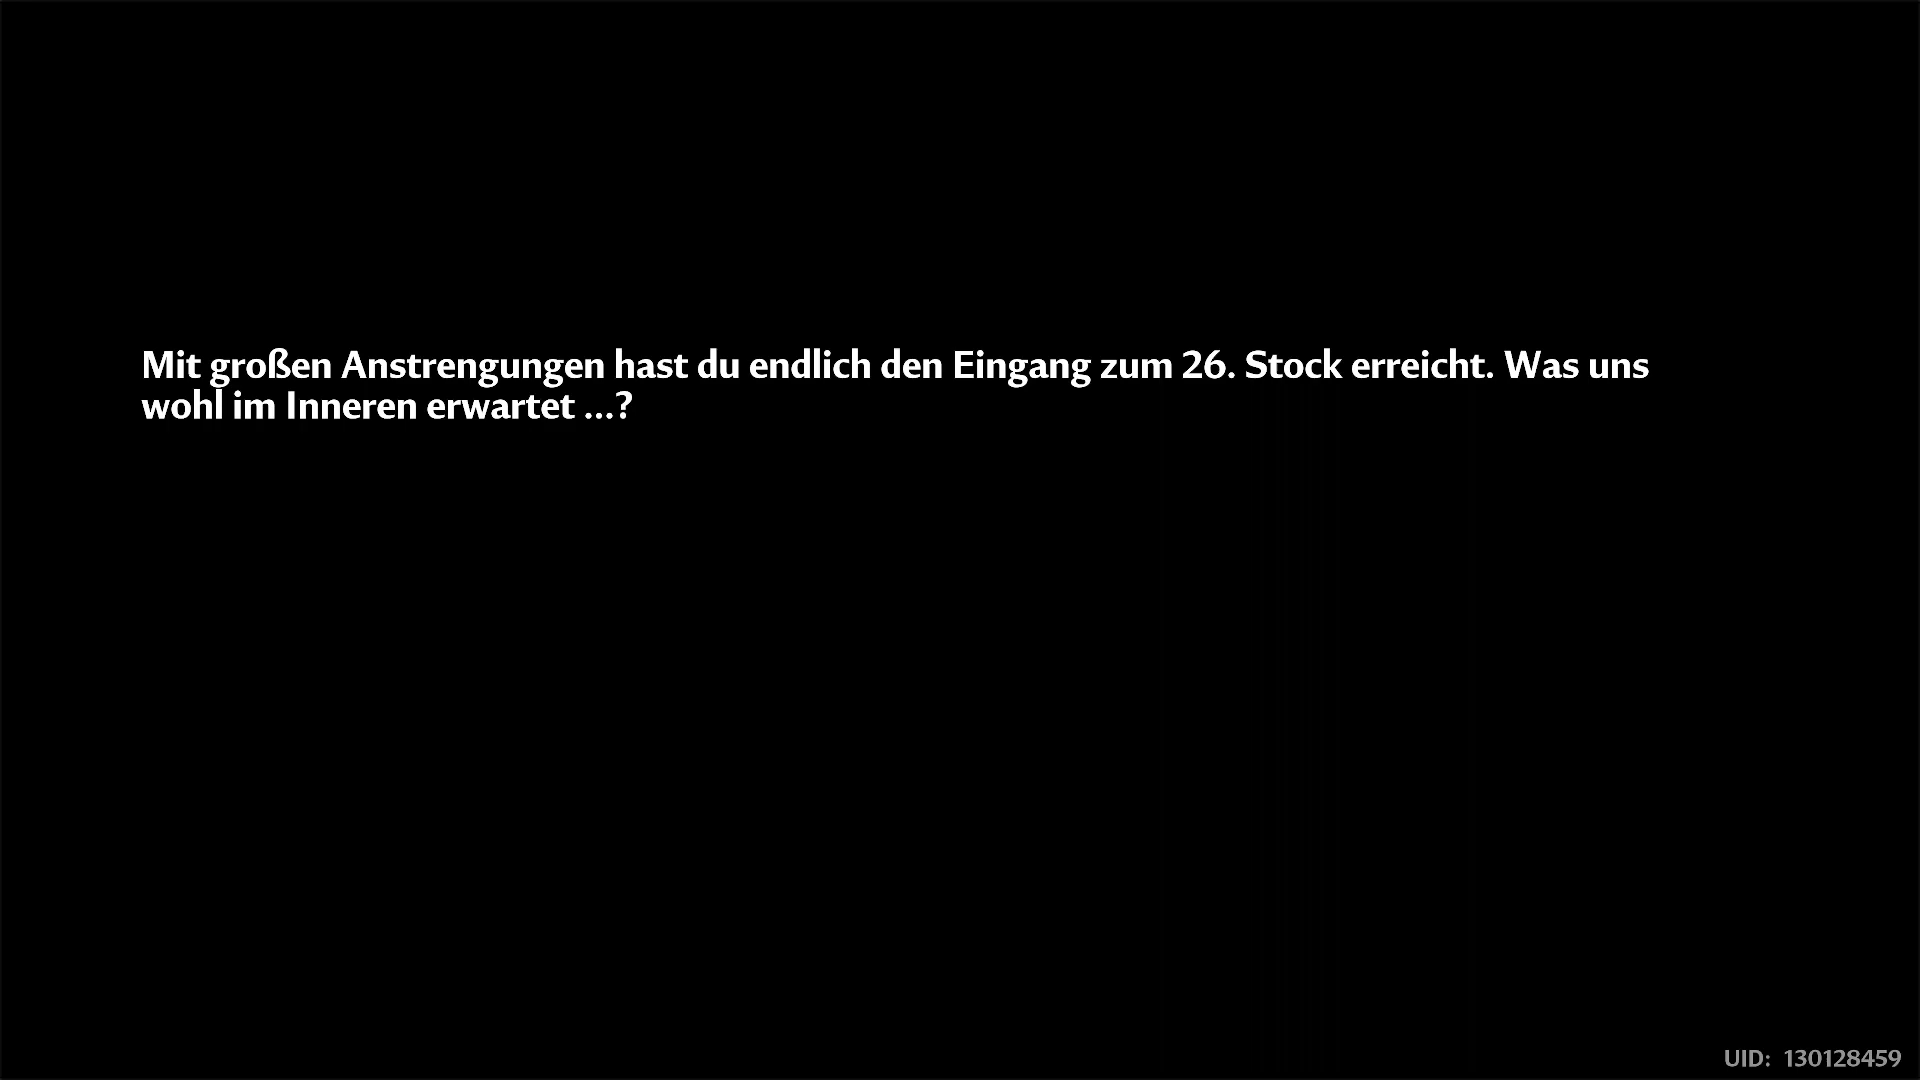 Mit großen Anstrengungen hast du endlich den Eingang zum 26. Stock erreicht. Was uns
wohl im Inneren erwartet ...?
UID: 130128459